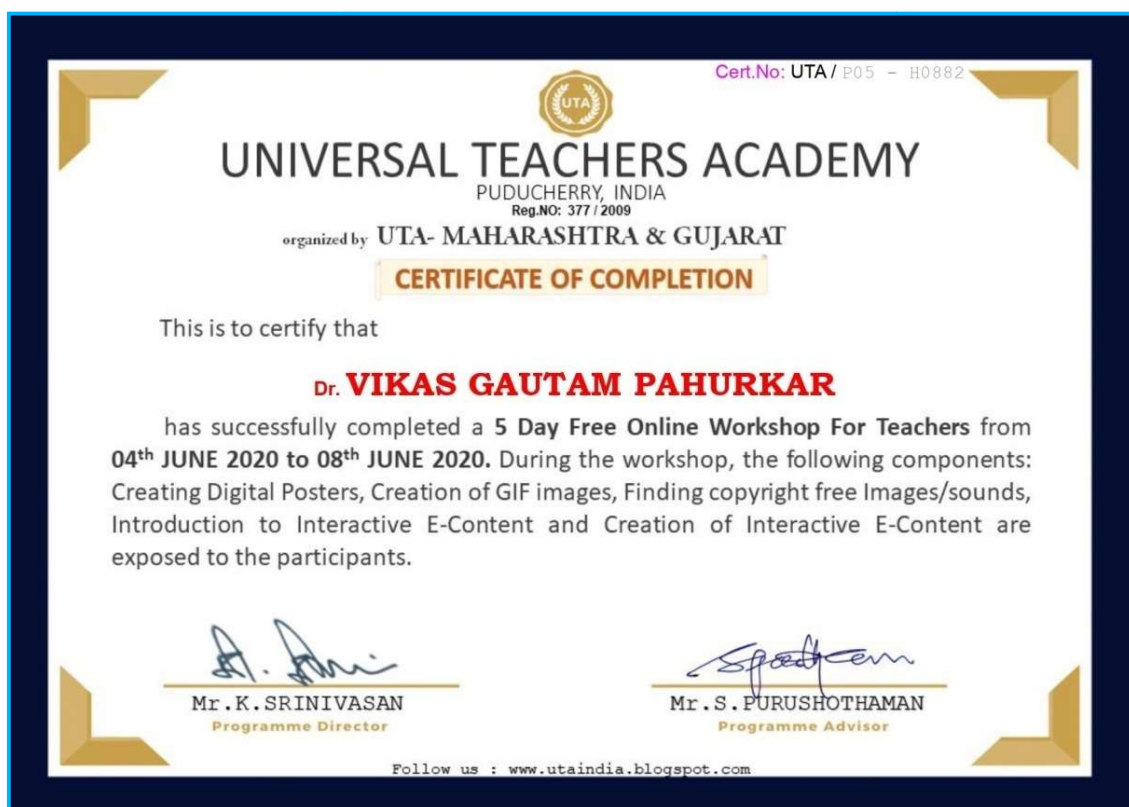 Cert.No: UTA / P05 - H0882
UTA
UNIVERSAL TEACHERS ACADEMY
PUDUCHERRY, INDIA
Reg.NO: 377 / 2009
organized by UTA- MAHARASHTRA & GUJARAT
CERTIFICATE OF COMPLETION
This is to certify that
Dr. VIKAS GAUTAM PAHURKAR
has successfully completed a 5 Day Free Online Workshop For Teachers from
04th JUNE 2020 to 08th JUNE 2020. During the workshop, the following components:
Creating Digital Posters, Creation of GIF images, Finding copyright free Images/sounds,
Introduction to Interactive E-Content and Creation of Interactive E-Content are
exposed to the participants.
Mr.K.SRINIVASAN
Programme Director
Mr.S.PURUSHOTHAMAN
Programme Advisor
Follow us : www.utaindia.blogspot.com